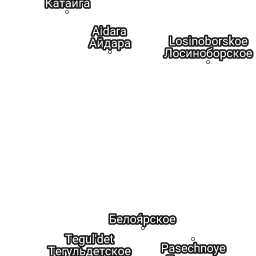 Катайга
Aidara
Айдара
Losinoborskoe
Лосиноборское
Белоярское
Tegul'det
Тегульдетское
Pasechnoye